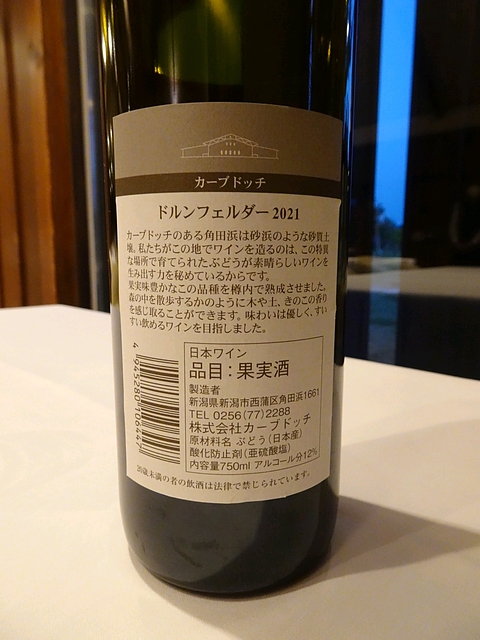 カーブドッチ
ドルンフェルダー 2021
カーブドッチのある角田浜は砂浜のような砂質土
壌。私たちがこの地でワインを造るのは、この特異
な場所で育てられたぶどうが素晴らしいワインを
生み出す力を秘めているからです。
果実味豊かなこの品種を樽内で熟成させました。
森の中を散歩するかのように木や土、きのこの香り
を感じ取ることができます。味わいは優しく、すい
すい飲めるワインを目指しました。
日本ワイン
品目：果実酒
製造者
新潟県新潟市西蒲区角田浜1661
TEL 0256(77)2288
株式会社カーブドッチ
原材料名 ぶどう(日本産)
酸化防止剤(亜硫酸塩)
内容量750ml アルコール分12%
4945280106447
20歳未満の者の飲酒は法律で禁じられています。